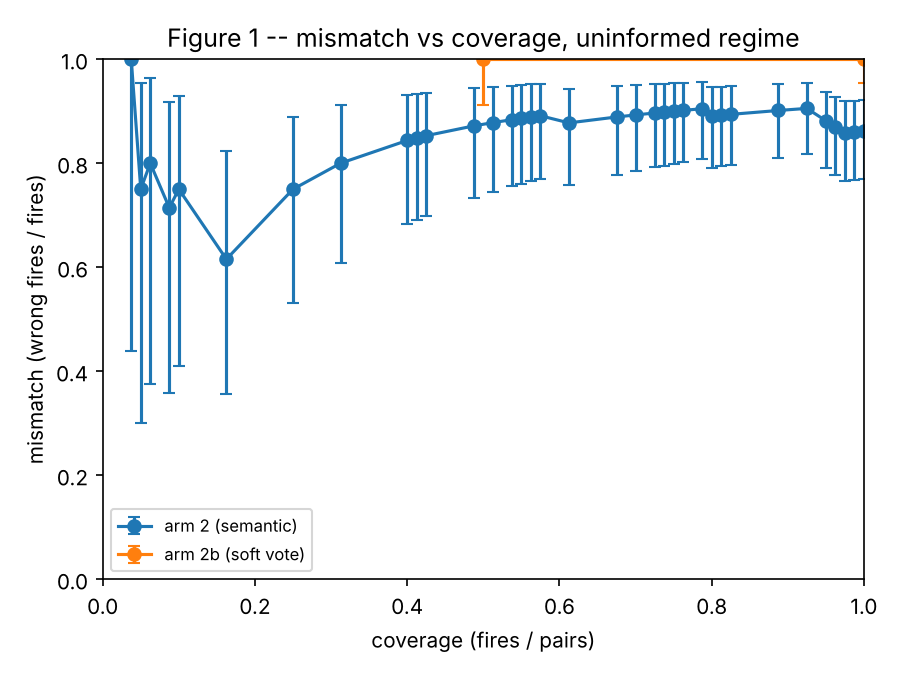 Figure 1 -- mismatch vs coverage, uninformed regime
mismatch (wrong fires / fires)
1.0
0.8
0.6
0.4
0.2
0.0
arm 2 (semantic)
arm 2b (soft vote)
0.0 0.2 0.4 0.6 0.8 1.0
coverage (fires / pairs)